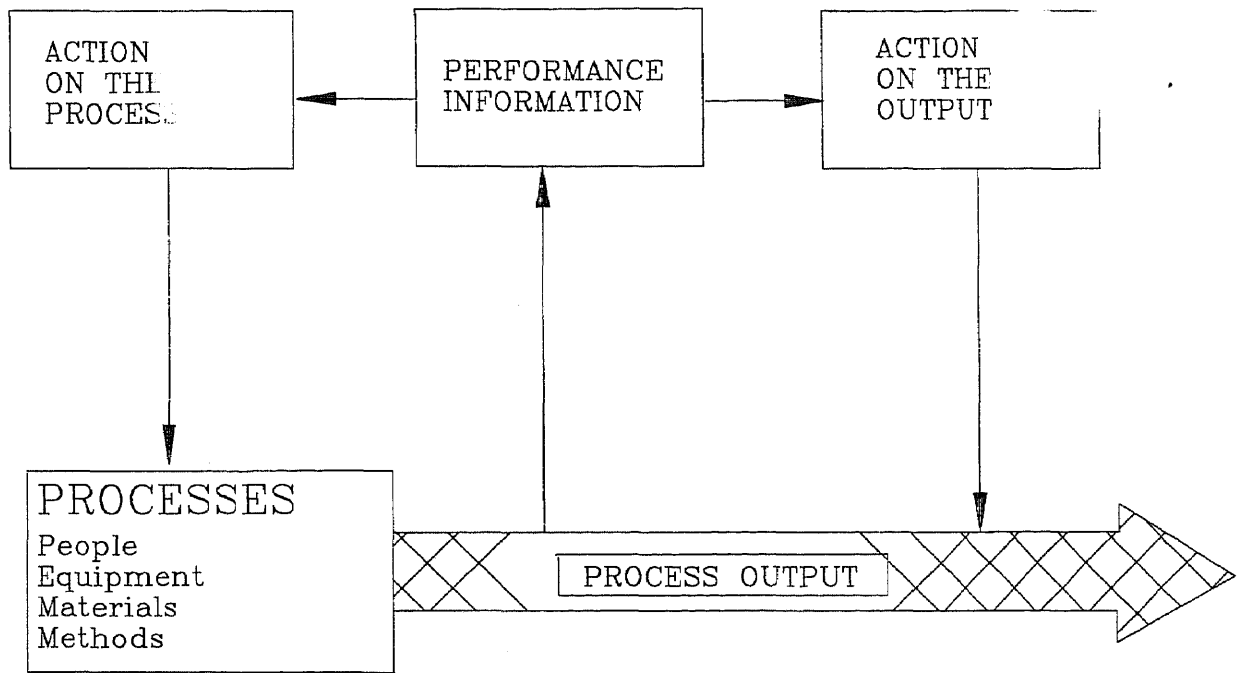 ACTION
ON THE
PROCESS
PERFORMANCE
INFORMATION
ACTION
ON THE
OUTPUT
PROCESSES
People
Equipment
Materials
Methods
PROCESS OUTPUT